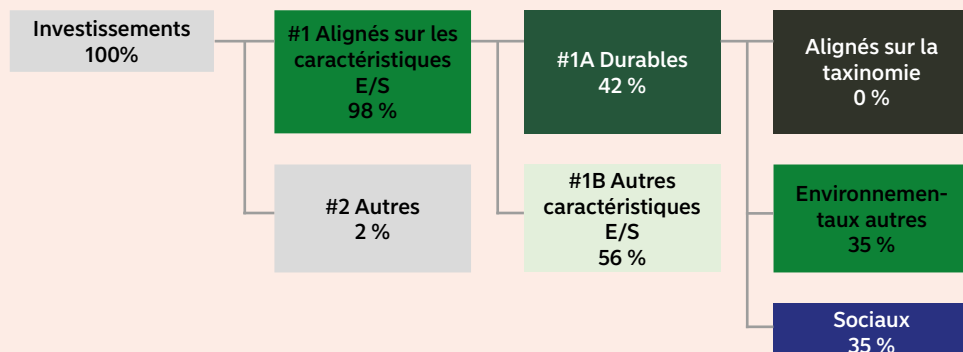 Investissements
100%
#1 Alignés sur les
caractéristiques
E/S
98 %
#1A Durables
42 %
Alignés sur la
taxinomie
0 %
#2 Autres
2 %
#1B Autres
caractéristiques
E/S
56 %
Environnemen-
taux autres
35 %
Sociaux
35 %